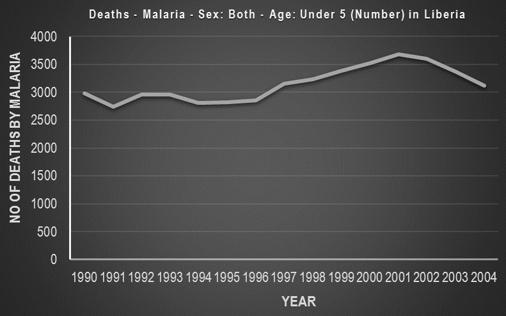 Deaths - Malaria - Sex: Both - Age: Under 5 (Number) in Liberia
NO OF DEATHS BY MALARIA
4000
3500
3000
2500
2000
1500
1000
500
0
1990 1991 1992 1993 1994 1995 1996 1997 1998 1999 2000 2001 2002 2003 2004
YEAR